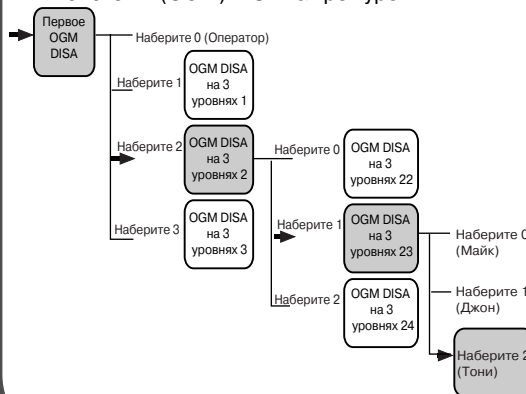 Первое
OGM
DISA
Наберите 0 (Оператор)
Наберите 1
OGM DISA
на 3
уровнях 1
Наберите 2
OGM DISA
на 3
уровнях 2
Наберите 3
OGM DISA
на 3
уровнях 3
Наберите 0
OGM DISA
на 3
уровнях 22
Наберите 1
OGM DISA
на 3
уровнях 23
Наберите 2
OGM DISA
на 3
уровнях 24
Наберите 0
(Майк)
Наберите 1
(Джон)
Наберите 2
(Тони)